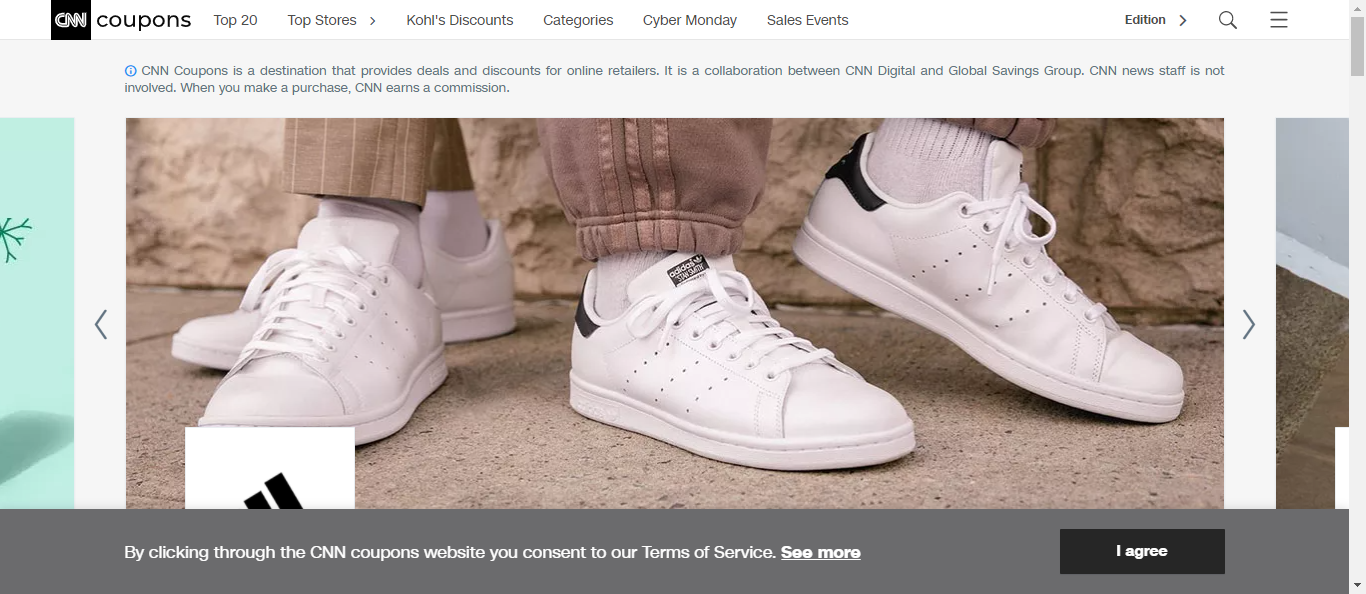 CNN coupons Top 20 Top Stores Kohl's Discounts Categories Cyber Monday Sales Events Edition
CNN Coupons is a destination that provides deals and discounts for online retailers. It is a collaboration between CNN Digital and Global Savings Group. CNN news staff is not
involved. When you make a purchase, CNN earns a commission.
adidas
STAN SMITH
By clicking through the CNN coupons website you consent to our Terms of Service. See more
I agree